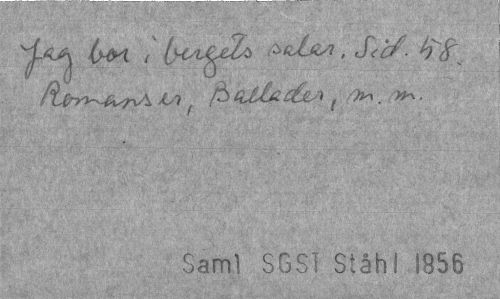 Jag bor i bergets salar. Sid. 58.
Romanser, Ballader, m. m.
Saml SGST Ståhl 1856